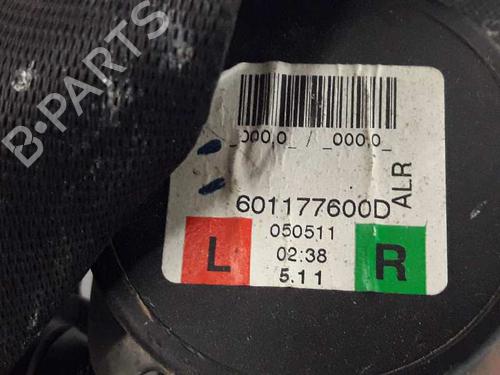 B-PARTS
_000,0_ / _000,0_
ALR
601177600D
050511
02:38
5.11
L
R